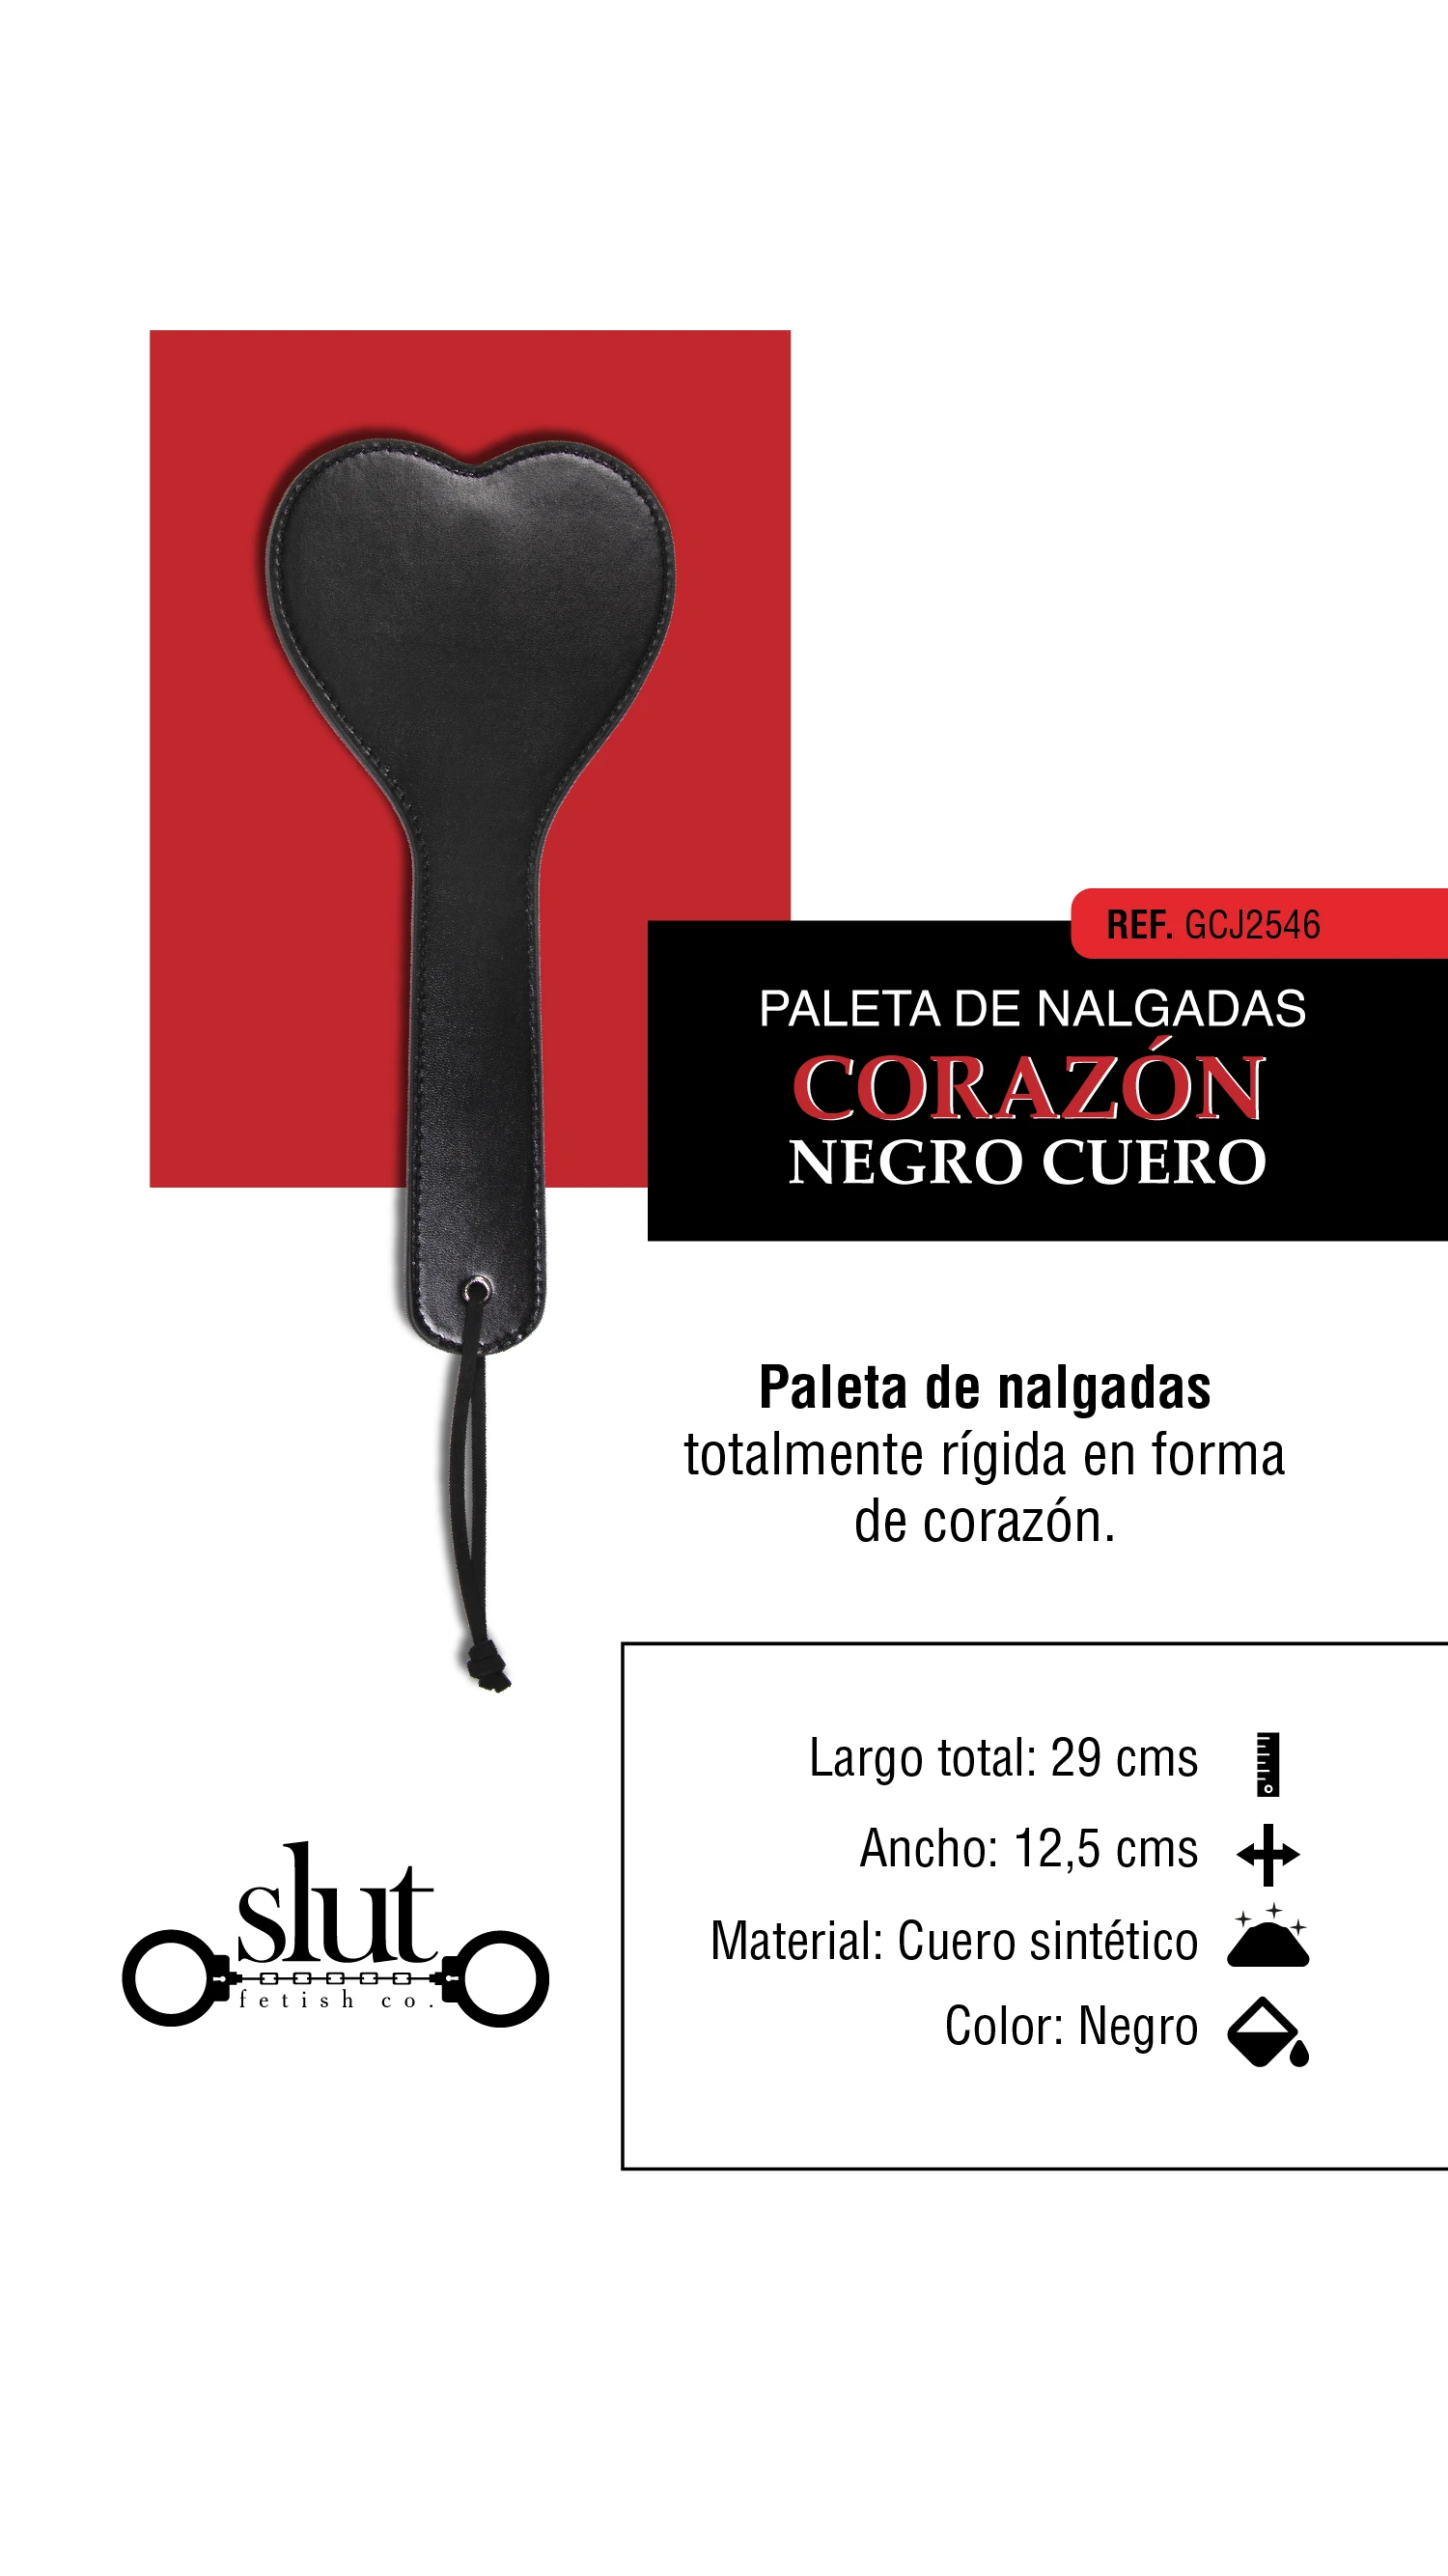 REF. GCJ2546
PALETA DE NALGADAS
CORAZÓN
NEGRO CUERO
Paleta de nalgadas
totalmente rígida en forma
de corazón.
Largo total: 29 cms
Ancho: 12,5 cms
Material: Cuero sintético
Color: Negro
slut
fetish co.